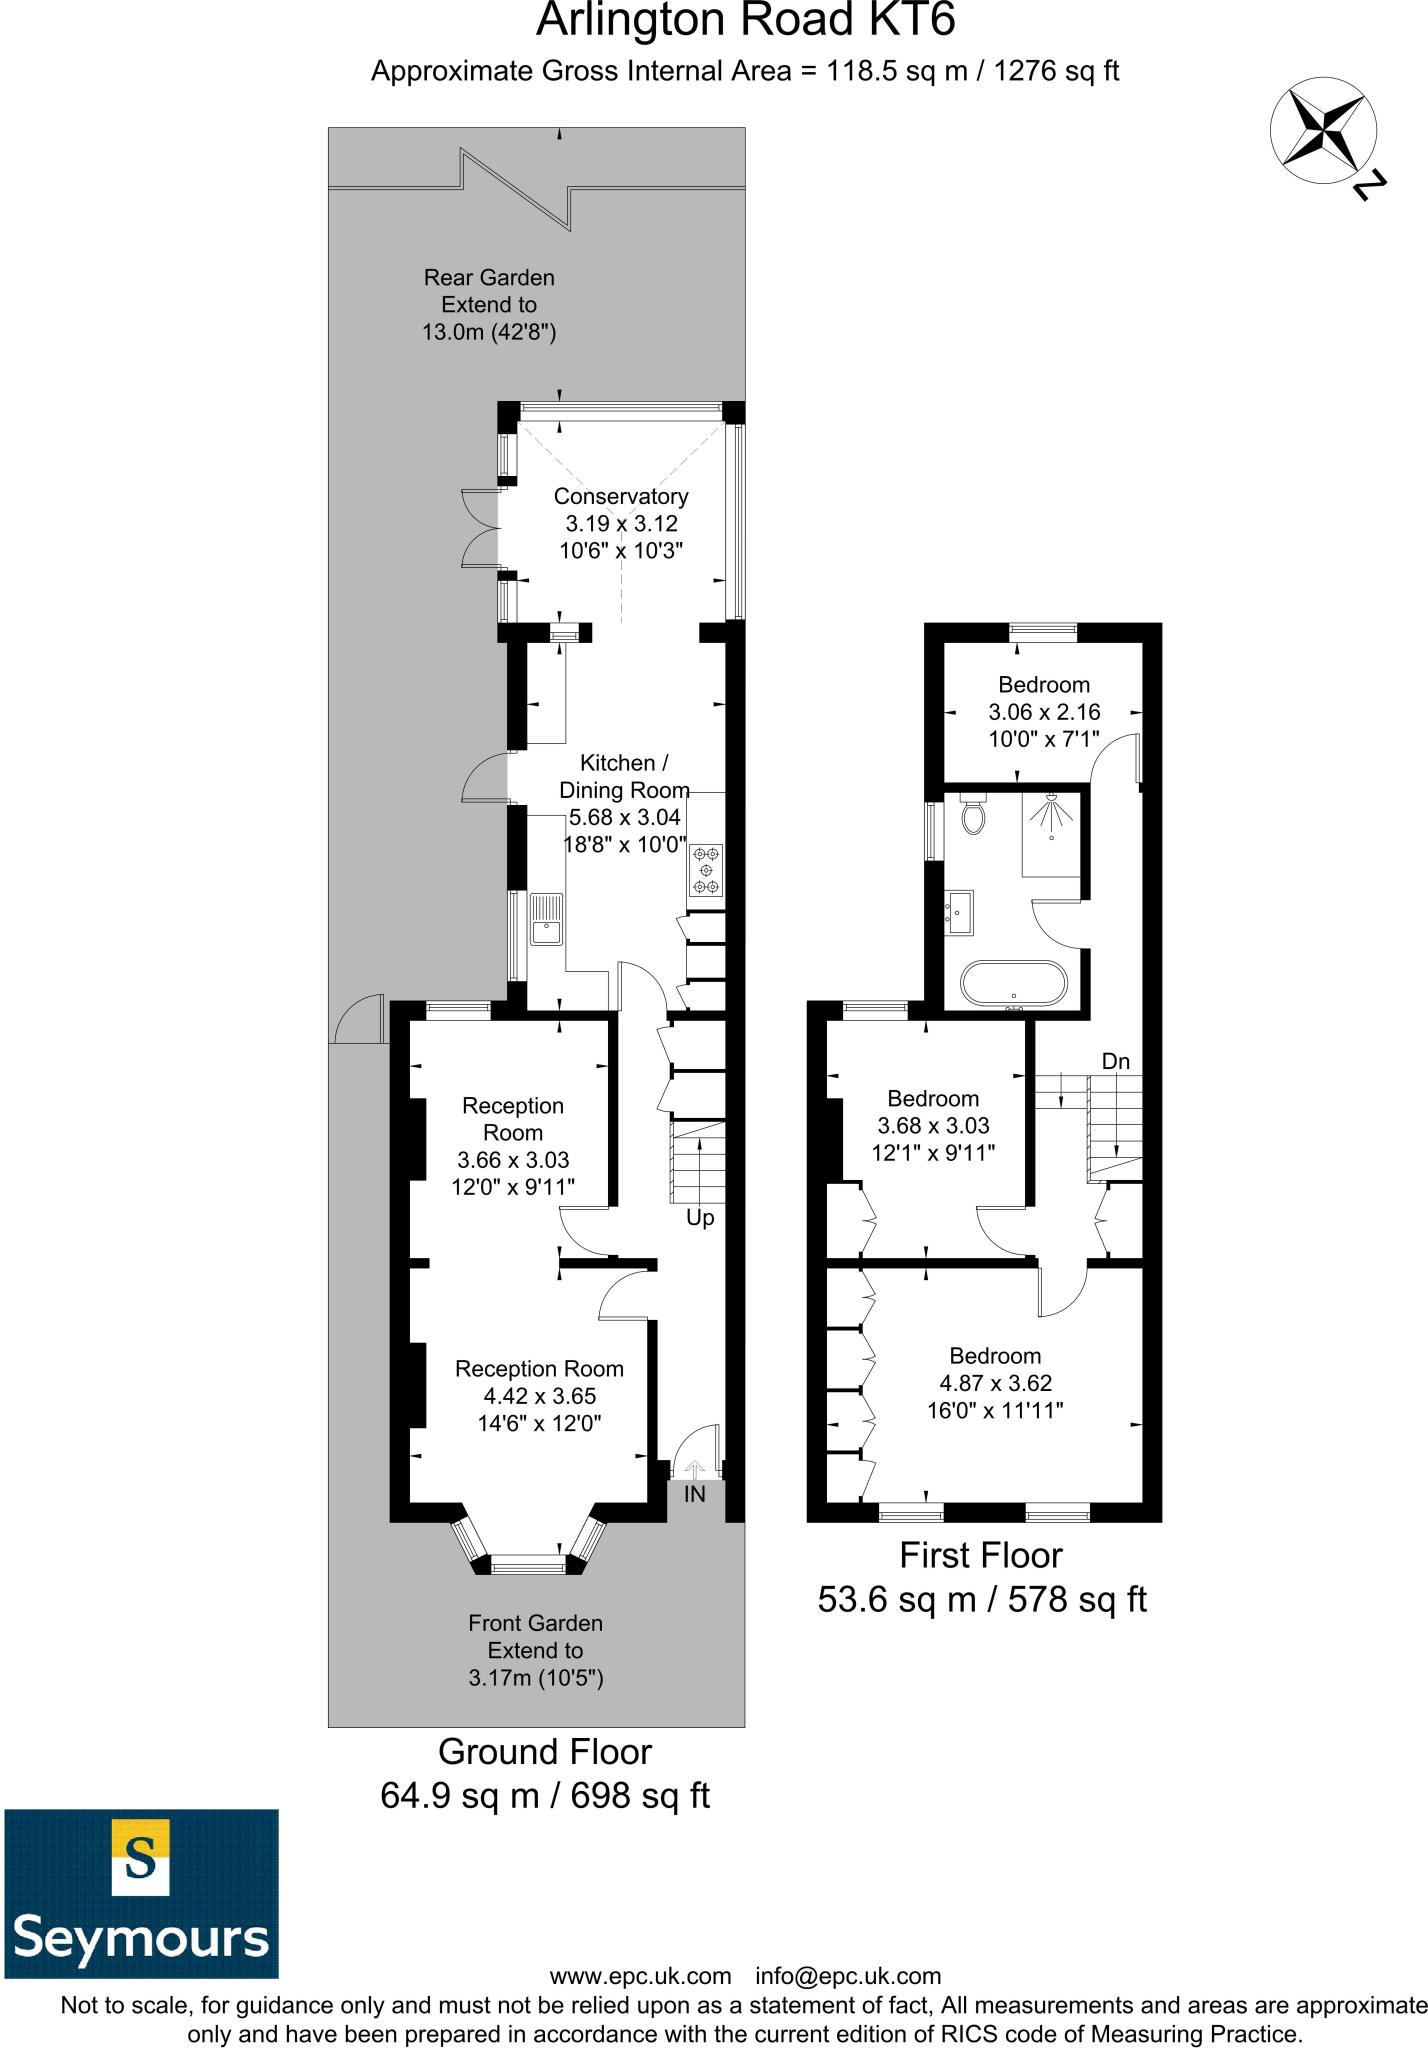 Arlington Road KT6
Approximate Gross Internal Area = 118.5 sq m / 1276 sq ft
N
Rear Garden
Extend to
13.0m (42'8")
Conservatory
3.19 x 3.12
10'6" x 10'3"
Kitchen /
Dining Room
5.68 x 3.04
18'8" x 10'0"
Reception
Room
3.66 x 3.03
12'0" x 9'11"
Up
Reception Room
4.42 x 3.65
14'6" x 12'0"
IN
Front Garden
Extend to
3.17m (10'5")
Ground Floor
64.9 sq m / 698 sq ft
Bedroom
3.06 x 2.16
10'0" x 7'1"
Dn
Bedroom
3.68 x 3.03
12'1" x 9'11"
Bedroom
4.87 x 3.62
16'0" x 11'11"
First Floor
53.6 sq m / 578 sq ft
S
Seymours
www.epc.uk.com info@epc.uk.com
Not to scale, for guidance only and must not be relied upon as a statement of fact, All measurements and areas are approximate
only and have been prepared in accordance with the current edition of RICS code of Measuring Practice.